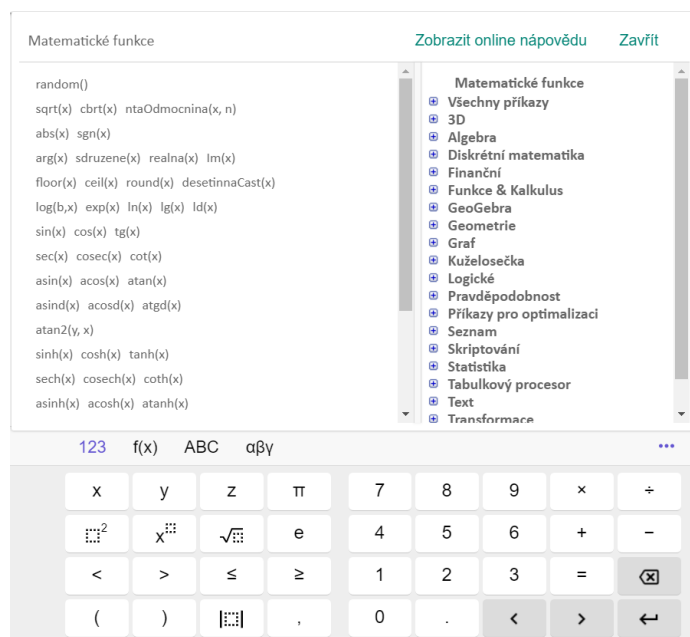 Matematické funkce
Zobrazit online nápovědu
Zavřít
random()
sqrt(x) cbrt(x) ntaOdmocnina(x, n)
abs(x) sgn(x)
arg(x) sdruzene(x) realna(x) Im(x)
floor(x) ceil(x) round(x) desetinnaCast(x)
log(b,x) exp(x) ln(x) lg(x) ld(x)
sin(x) cos(x) tg(x)
sec(x) cosec(x) cot(x)
asin(x) acos(x) atan(x)
asind(x) acosd(x) atgd(x)
atan2(y, x)
sinh(x) cosh(x) tanh(x)
sech(x) cosech(x) coth(x)
asinh(x) acosh(x) atanh(x)
Matematické funkce
Všechny příkazy
3D
Algebra
Diskrétní matematika
Finanční
Funkce & Kalkulus
GeoGebra
Geometrie
Graf
Kuželosečka
Logické
Pravděpodobnost
Příkazy pro optimalizaci
Seznam
Skriptování
Statistika
Tabulkový procesor
Text
Transformace
123 f(x) ABC αβγ
x y z π 7 8 9 × ÷
⬚² x⬚ √⬚ e 4 5 6 + −
< > ≤ ≥ 1 2 3 =
( ) |⬚| , 0 . < >